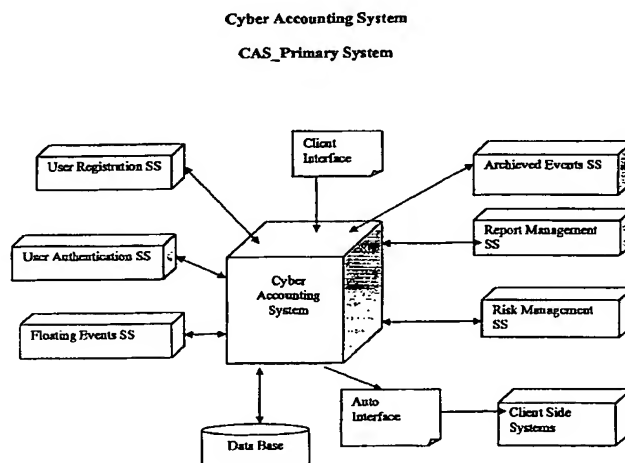 Cyber Accounting System
CAS_Primary System
Client
Interface
User Registration SS
Archieved Events SS
Report Management
SS
User Authentication SS
Cyber
Accounting
System
Risk Management
SS
Floating Events SS
Auto
Interface
Client Side
Systems
Data Base